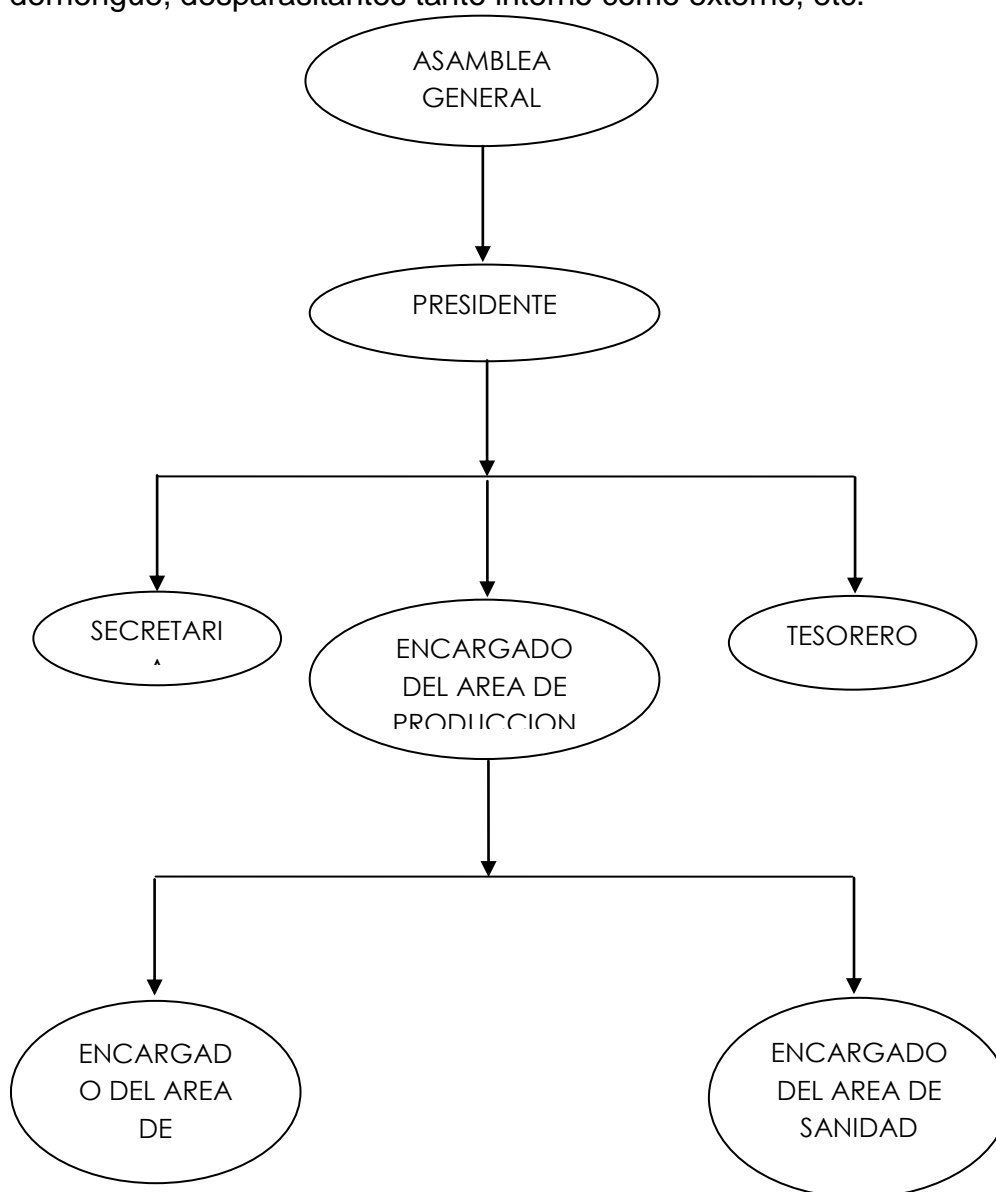 desparasitantes tanto interno como externo, etc.
ASAMBLEA
GENERAL
PRESIDENTE
SECRETARI
ENCARGADO
DEL AREA DE
PRODUCCION
TESORERO
ENCARGAD
O DEL AREA
DE
ENCARGADO
DEL AREA DE
SANIDAD